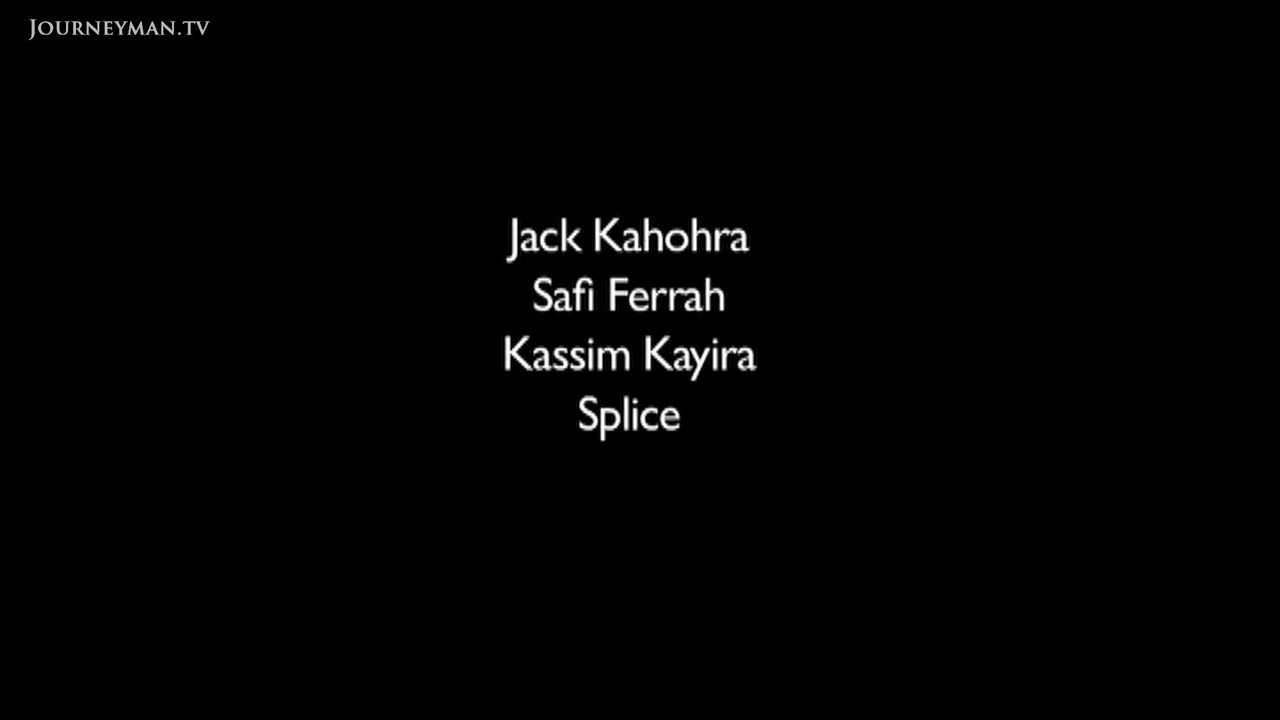 JOURNEYMAN.TV
Jack Kahohra
Safi Ferrah
Kassim Kayira
Splice